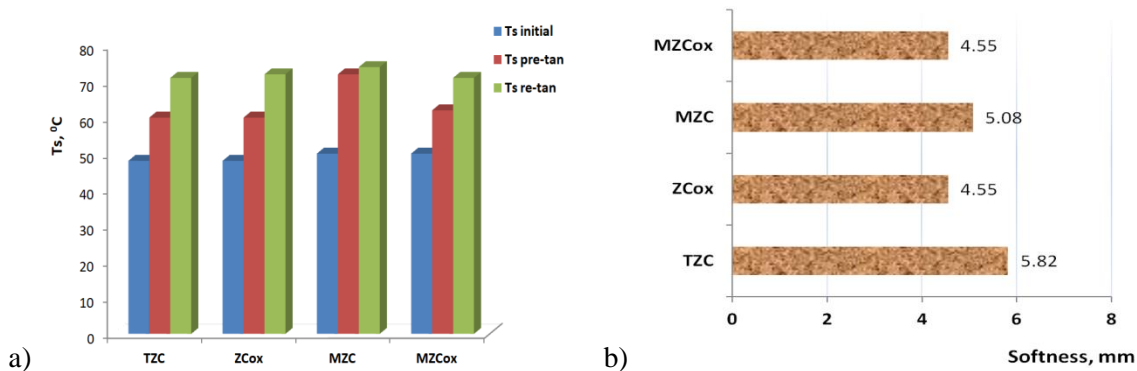 a)
Ts, ⁰C
80
70
60
50
40
30
20
10
0
TZC ZCox MZC MZCox
Ts initial
Ts pre-tan
Ts re-tan
b)
MZCox 4.55
MZC 5.08
ZCox 4.55
TZC 5.82
0 2 4 6 8
Softness, mm